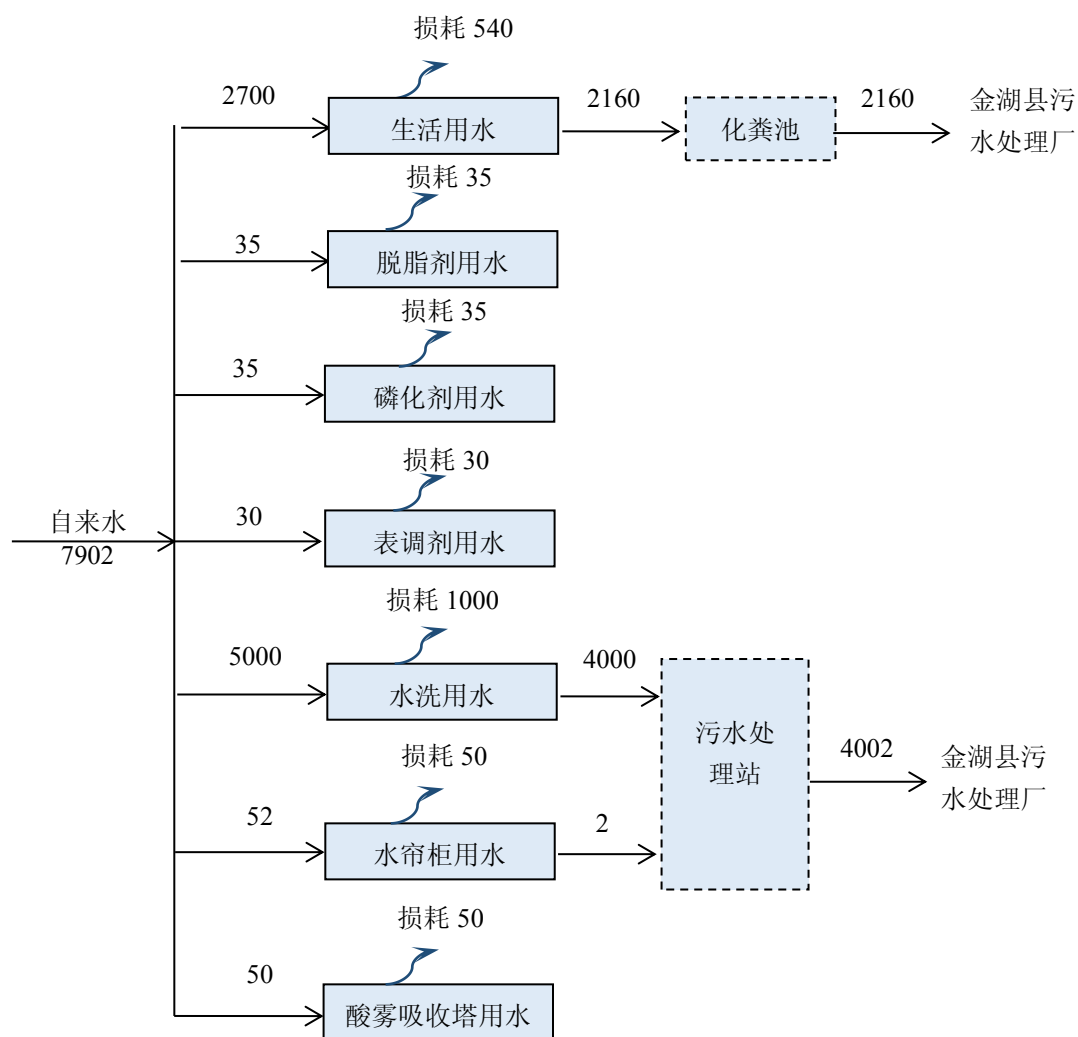 损耗 540
2700
生活用水
2160
化粪池
2160
金湖县污
水处理厂
损耗 35
35
脱脂剂用水
损耗 35
35
磷化剂用水
损耗 30
自来水
7902
30
表调剂用水
损耗 1000
5000
水洗用水
4000
污水处
理站
4002
金湖县污
水处理厂
损耗 50
52
水帘柜用水
2
损耗 50
50
酸雾吸收塔用水